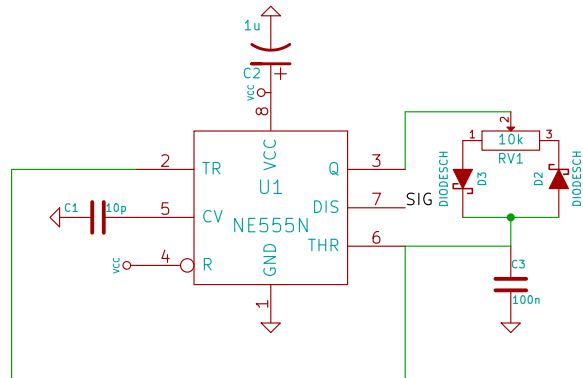 1u
C2
VCC
8
VCC
2
TR
Q
3
U1
DIS
7
SIG
C1
10p
5
CV
NE555N
THR
6
VCC
4
R
GND
1
2
1
10k
3
RV1
DIODESCH
D3
D2
DIODESCH
C3
100n